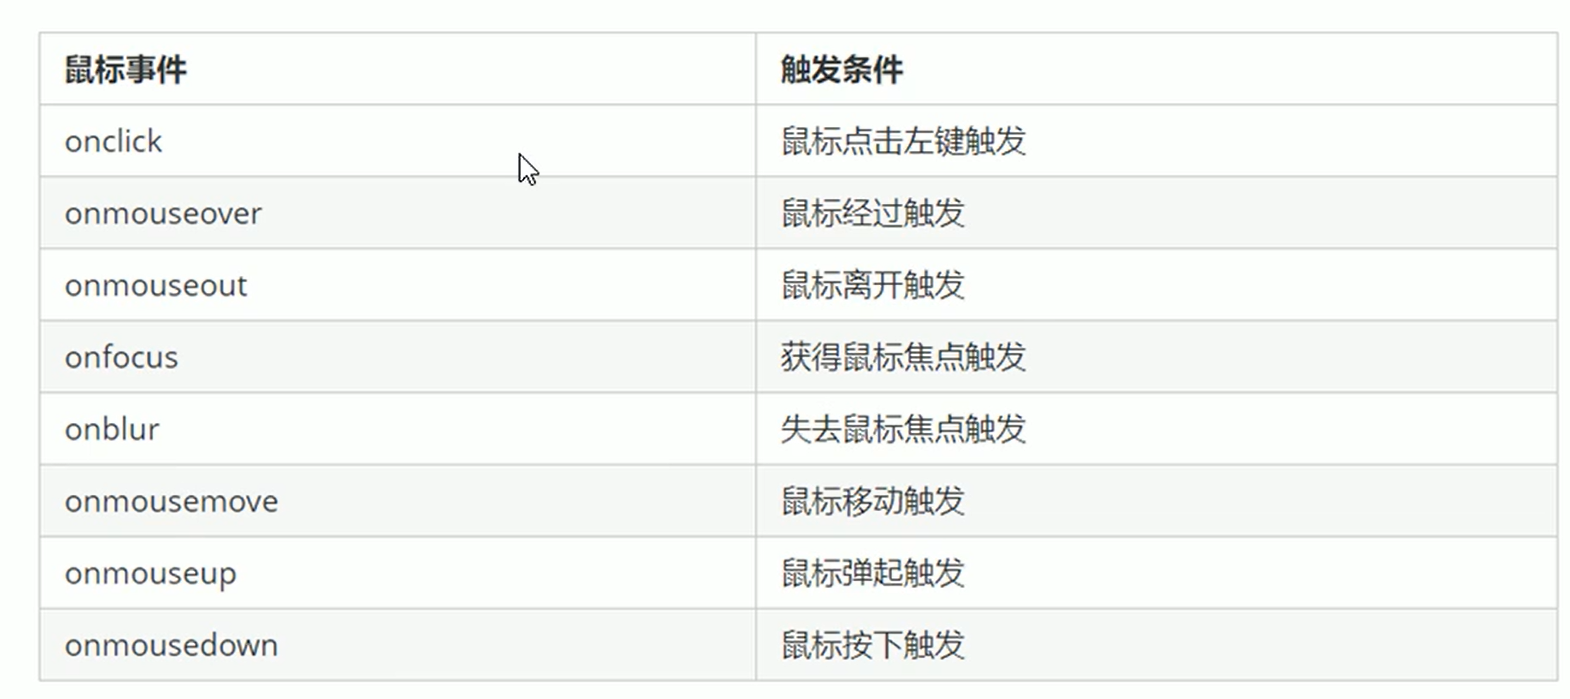 鼠标事件 触发条件
onclick 鼠标点击左键触发
onmouseover 鼠标经过触发
onmouseout 鼠标离开触发
onfocus 获得鼠标焦点触发
onblur 失去鼠标焦点触发
onmousemove 鼠标移动触发
onmouseup 鼠标弹起触发
onmousedown 鼠标按下触发